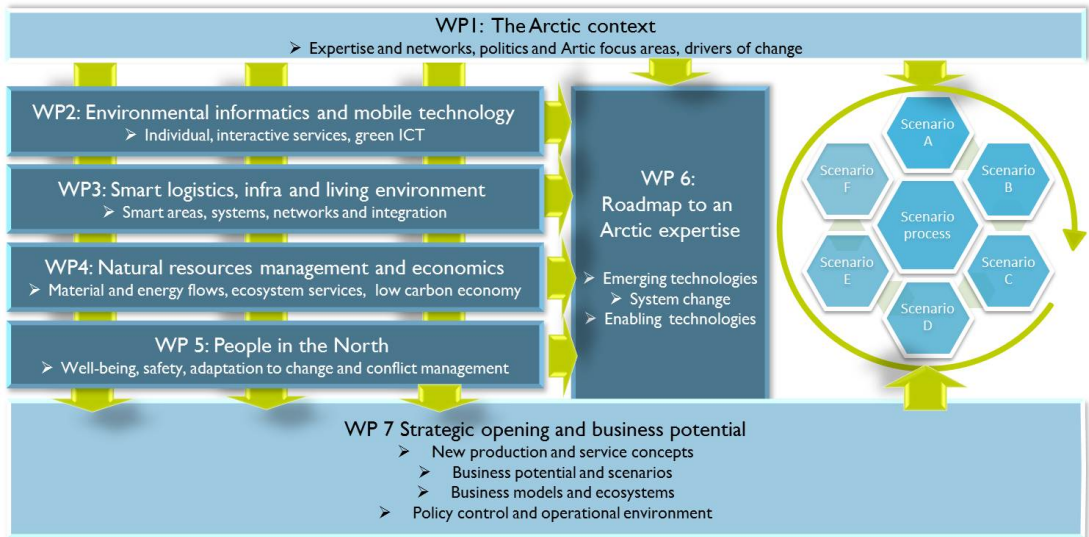 WP1: The Arctic context
➢ Expertise and networks, politics and Artic focus areas, drivers of change
WP2: Environmental informatics and mobile technology
➢ Individual, interactive services, green ICT
WP3: Smart logistics, infra and living environment
➢ Smart areas, systems, networks and integration
WP4: Natural resources management and economics
➢ Material and energy flows, ecosystem services, low carbon economy
WP 5: People in the North
➢ Well-being, safety, adaptation to change and conflict management
WP 6:
Roadmap to an
Arctic expertise
➢ Emerging technologies
➢ System change
➢ Enabling technologies
Scenario
A
Scenario
B
Scenario
C
Scenario
D
Scenario
E
Scenario
F
Scenario
process
WP 7 Strategic opening and business potential
➢ New production and service concepts
➢ Business potential and scenarios
➢ Business models and ecosystems
➢ Policy control and operational environment